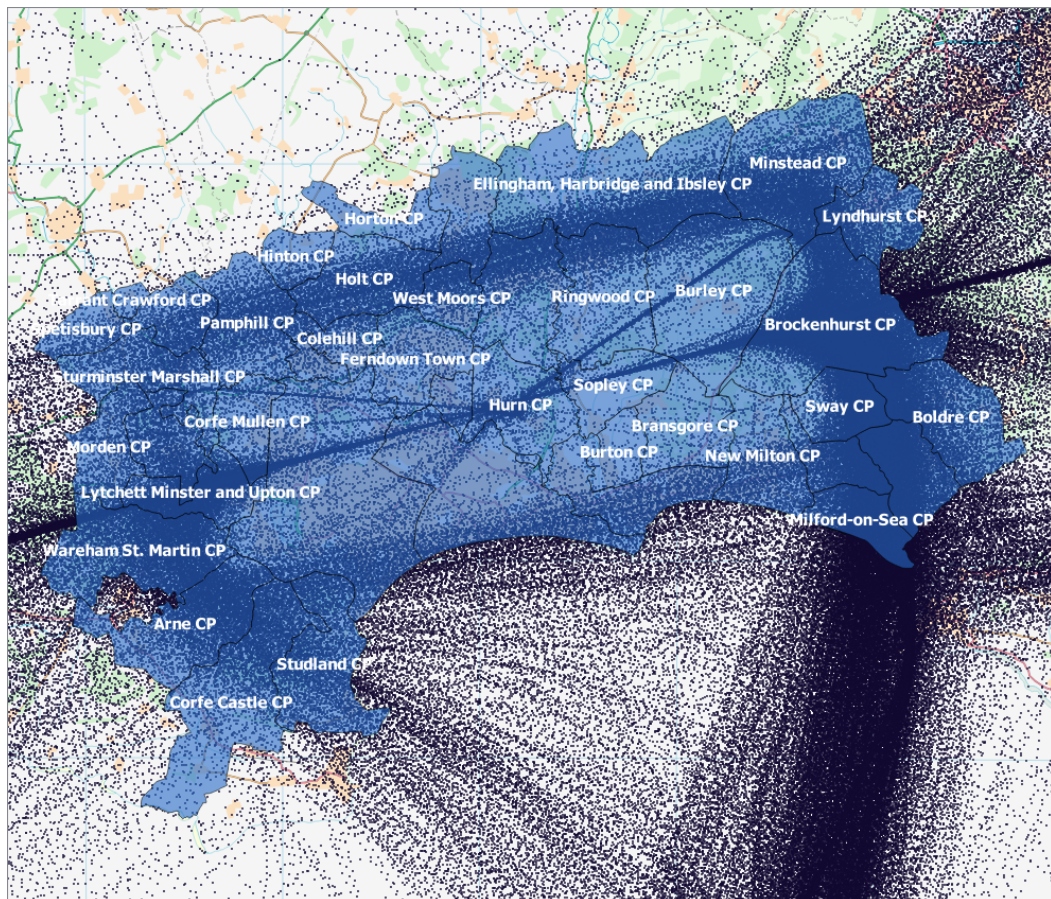 Minstead CP
Ellingham, Harbridge and Ibsley CP
Horton CP
Lyndhurst CP
Hinton CP
Holt CP
Burley CP
West Moors CP
Ringwood CP
Crawford CP
Pamphill CP
Brockenhurst CP
CP
Colehill CP
Ferndown Town CP
Sturminster Marshall CP
Sopley CP
Hurn CP
Sway CP
Boldre CP
Corfe Mullen CP
Bransgore CP
Morden CP
Burton CP
New Milton CP
Lytchett Minster and Upton CP
Milford-on-Sea CP
Wareham St. Martin CP
Arne CP
Studland CP
Corfe Castle CP